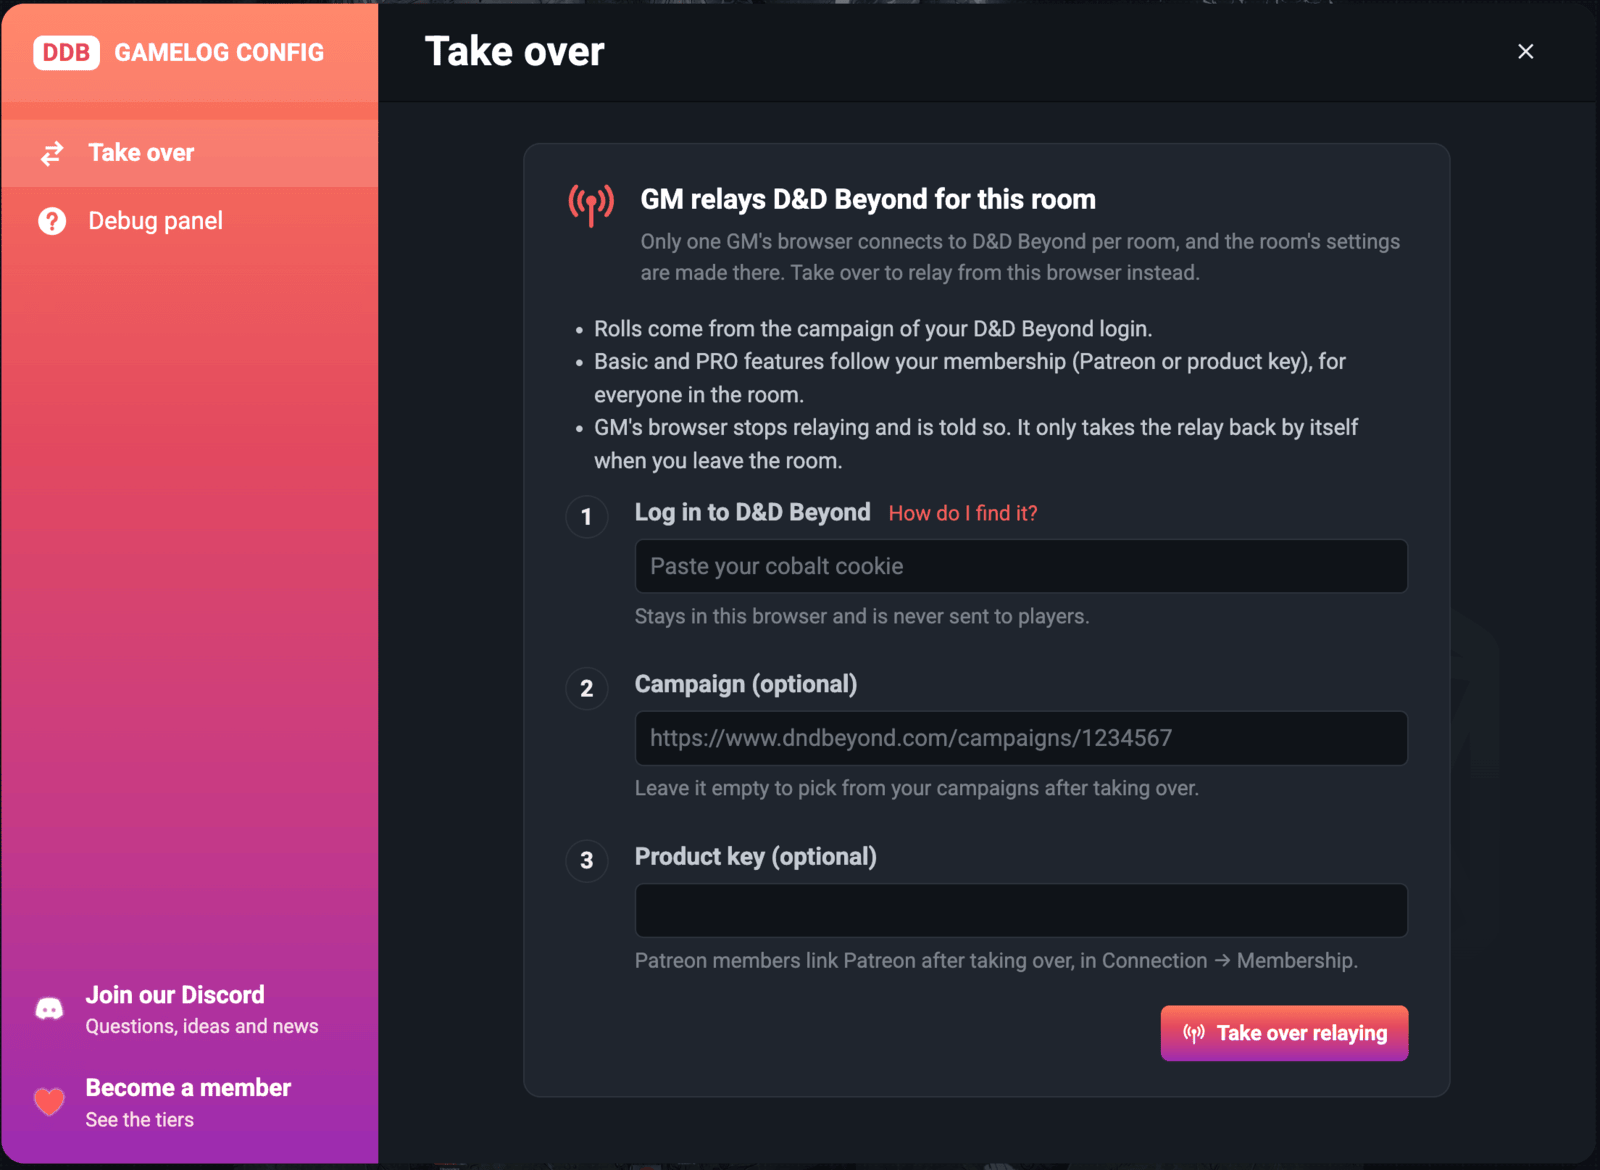 DDB GAMELOG CONFIG
Take over
Debug panel
Join our Discord
Questions, ideas and news
Become a member
See the tiers
Take over
GM relays D&D Beyond for this room
Only one GM's browser connects to D&D Beyond per room, and the room's settings
are made there. Take over to relay from this browser instead.
• Rolls come from the campaign of your D&D Beyond login.
• Basic and PRO features follow your membership (Patreon or product key), for
everyone in the room.
• GM's browser stops relaying and is told so. It only takes the relay back by itself
when you leave the room.
1 Log in to D&D Beyond How do I find it?
Paste your cobalt cookie
Stays in this browser and is never sent to players.
2 Campaign (optional)
https://www.dndbeyond.com/campaigns/1234567
Leave it empty to pick from your campaigns after taking over.
3 Product key (optional)
Patreon members link Patreon after taking over, in Connection → Membership.
Take over relaying